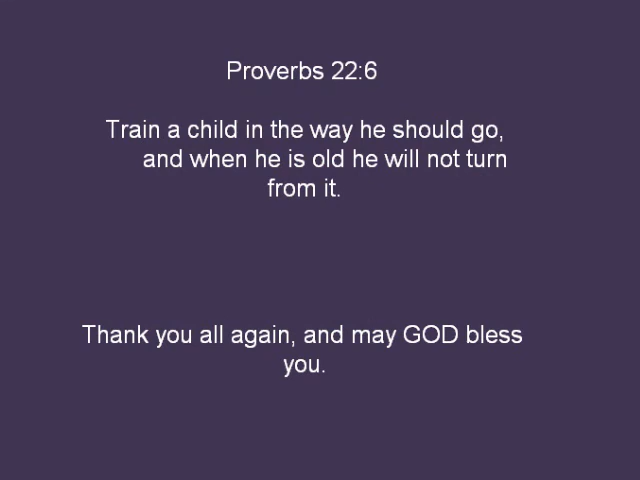 Proverbs 22:6
Train a child in the way he should go,
and when he is old he will not turn
from it.
Thank you all again, and may GOD bless
you.